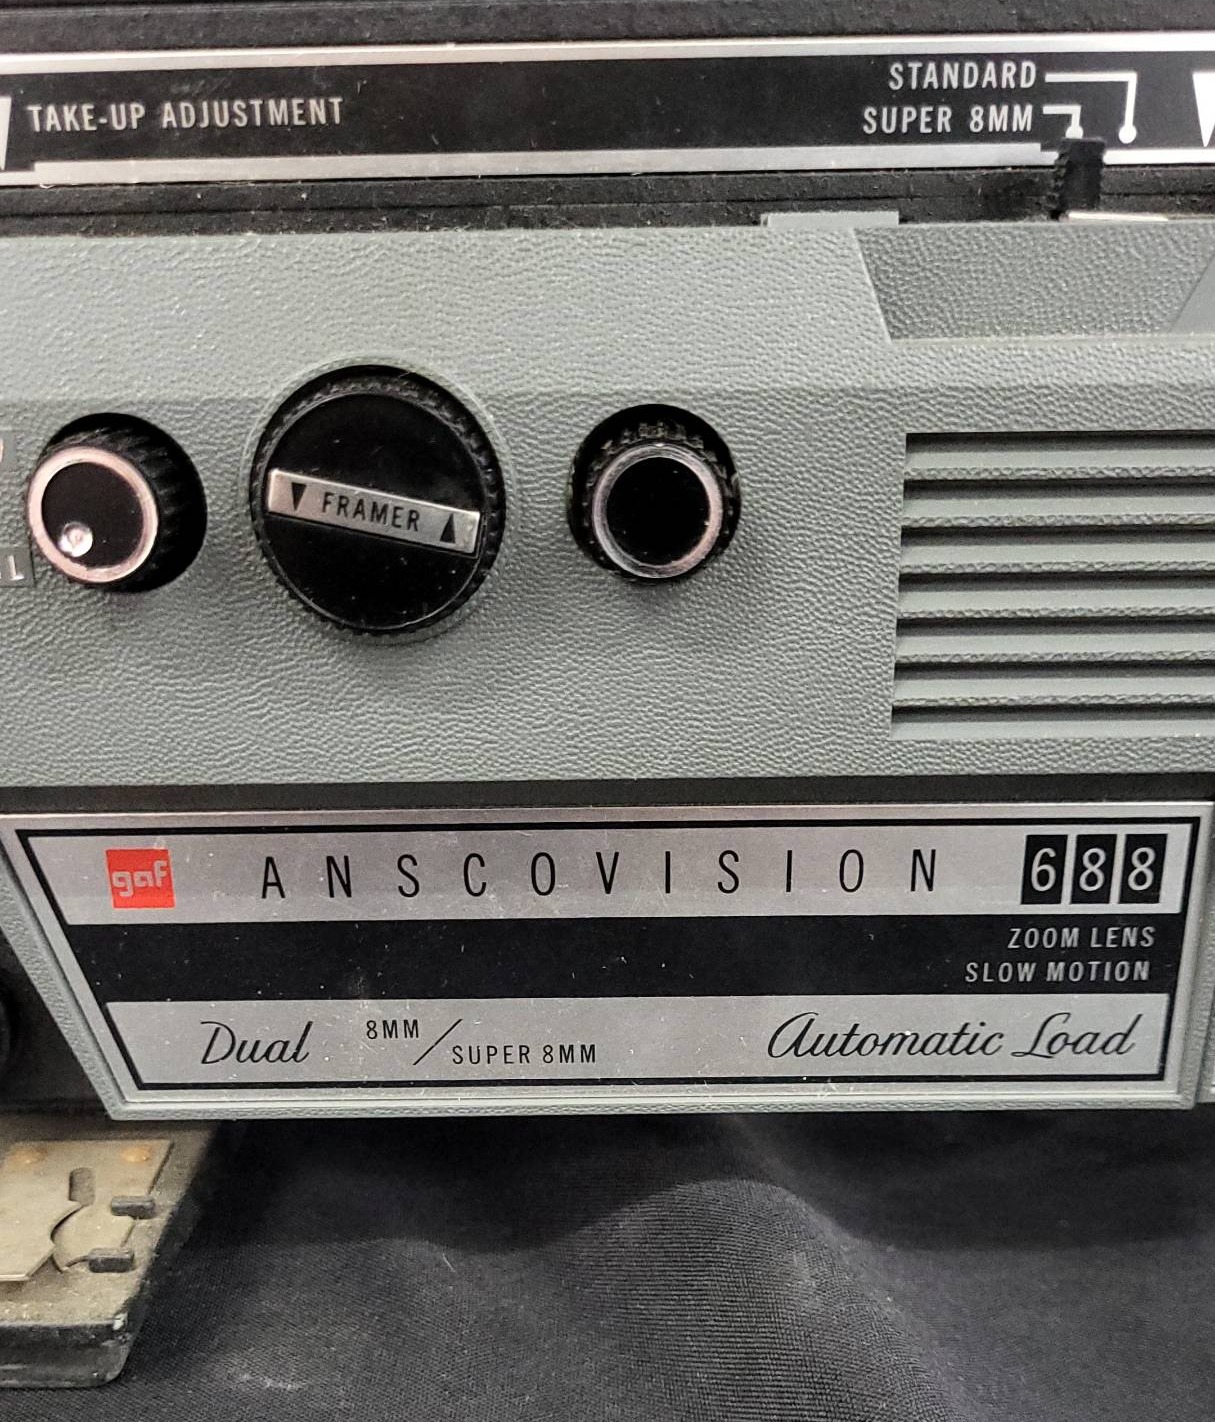 TAKE-UP ADJUSTMENT
STANDARD
SUPER 8MM
FRAMER
gaf ANSCOVISION 688
ZOOM LENS
SLOW MOTION
Dual 8MM/SUPER 8MM
Automatic Load